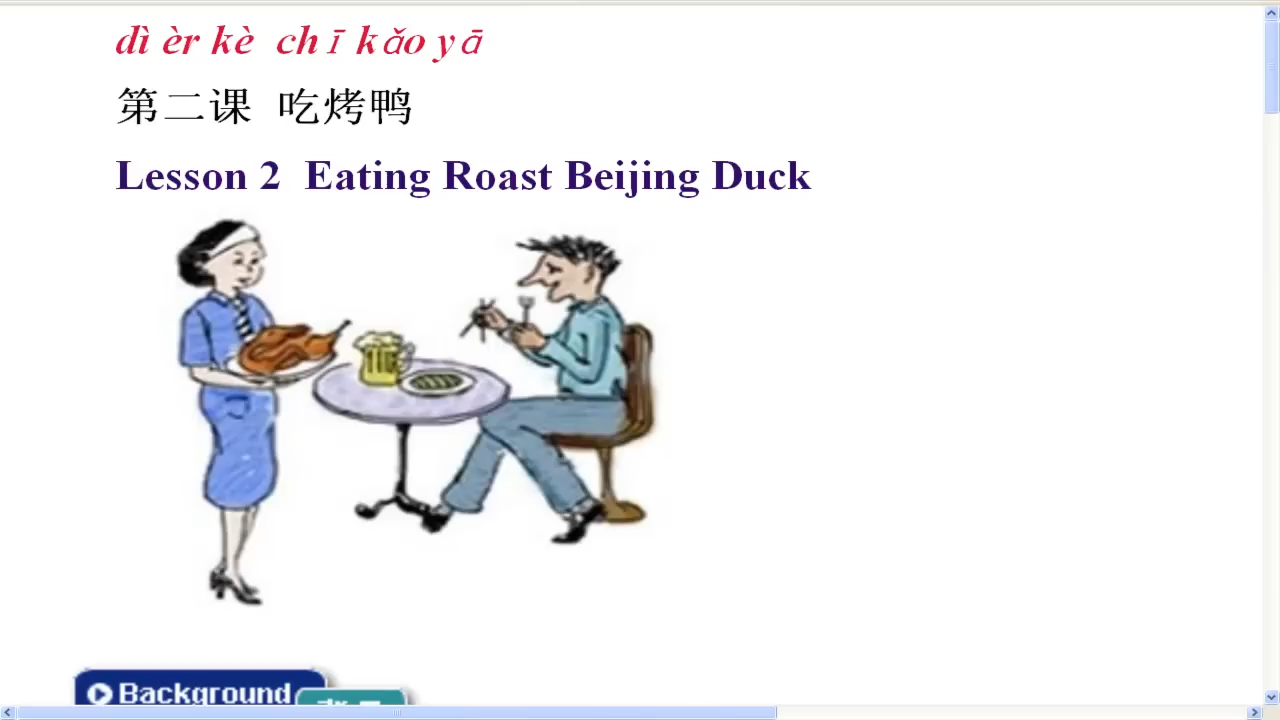 dì èr kè chī kǎo yā
第二课 吃烤鸭
Lesson 2 Eating Roast Beijing Duck
Background